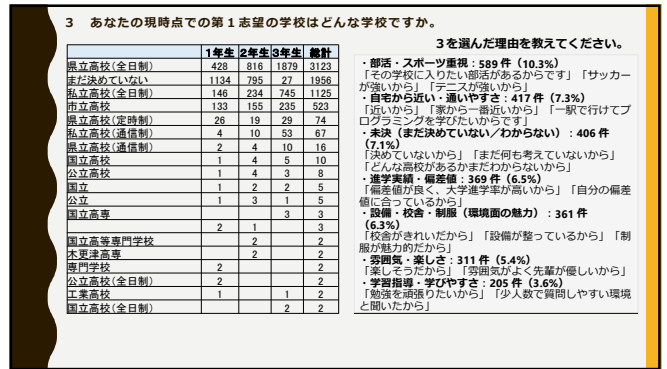 3 あなたの現時点での第１志望の学校はどんな学校ですか。
1年生 2年生 3年生 総計
県立高校(全日制) 428 816 1879 3123
まだ決めていない 1134 795 27 1956
私立高校(全日制) 146 234 745 1125
市立高校 133 155 235 523
県立高校(定時制) 26 19 29 74
私立高校(通信制) 4 10 53 67
県立高校(通信制) 2 4 10 16
国立高校 1 4 5 10
公立高校 1 4 3 8
国立 1 2 2 5
公立 1 3 1 5
国立高専 3 3
2 1 3
国立高等専門学校 2 2
木更津高専 2 2
専門学校 2 2
公立高校(全日制) 2 2
工業高校 1 1 2
国立高校(全日制) 2 2
３を選んだ理由を教えてください。
・部活・スポーツ重視：589 件（10.3%）
「その学校に入りたい部活があるからです」「サッカー
が強いから」「テニスが強いから」
・自宅から近い・通いやすさ：417 件（7.3%）
「近いから」「家から一番近いから」「一駅で行けてプ
ログラミングを学びたいからです」
・未決（まだ決めていない／わからない）：406 件
（7.1%）
「決めていないから」「まだ何も考えていないから」
「どんな高校があるかまだわからないから」
・進学実績・偏差値：369 件（6.5%）
「偏差値が良く、大学進学率が高いから」「自分の偏差
値に合っているから」
・設備・校舎・制服（環境面の魅力）：361 件
（6.3%）
「校舎がきれいだから」「設備が整っているから」「制
服が魅力的だから」
・雰囲気・楽しさ：311 件（5.4%）
「楽しそうだから」「雰囲気がよく先輩が優しいから」
・学習指導・学びやすさ：205 件（3.6%）
「勉強を頑張りたいから」「少人数で質問しやすい環境
と聞いたから」